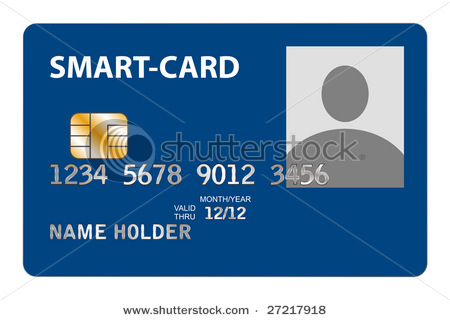 SMART-CARD
shutterstock
1234 5678 9012 3456
MONTH/YEAR
VALID THRU 12/12
NAME HOLDER
www.shutterstock.com · 27217918